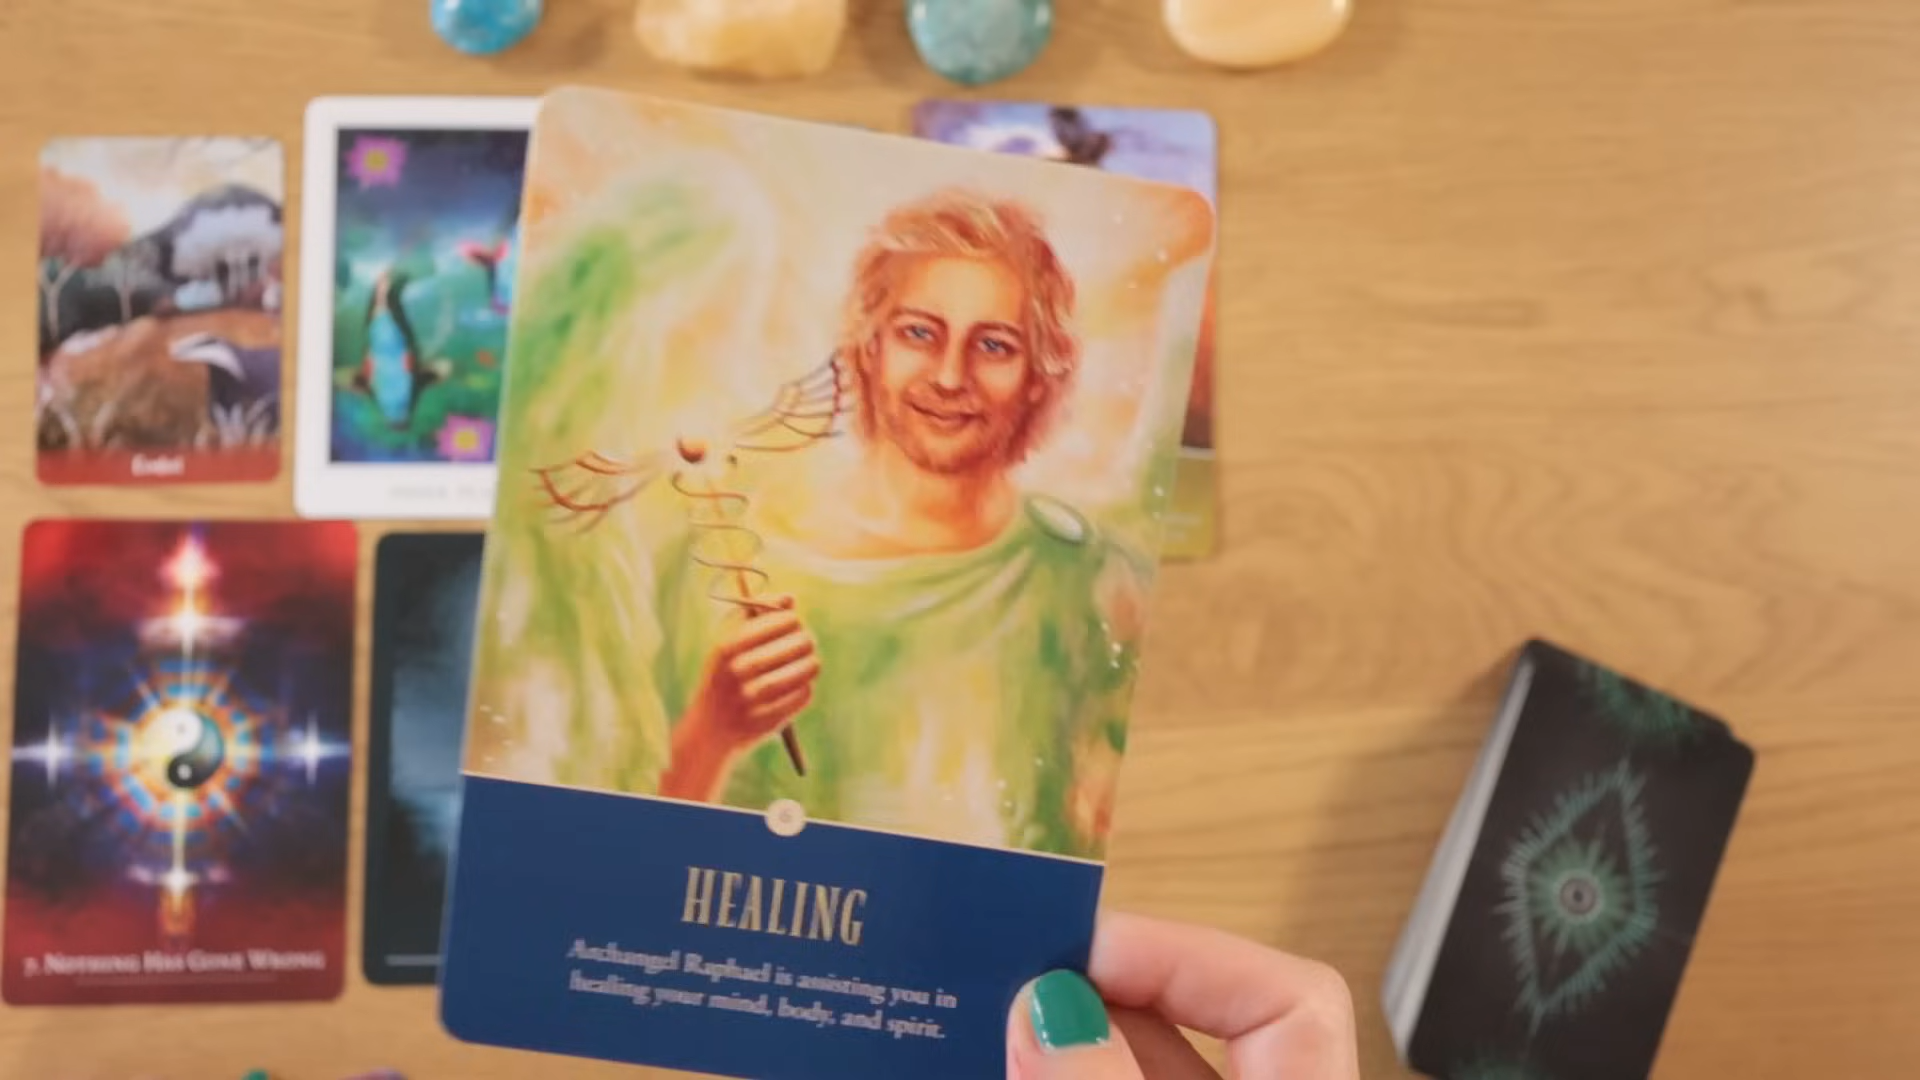 7. NOTHING HAS GONE WRONG
HEALING
Archangel Raphael is assisting you in
healing your mind, body, and spirit.